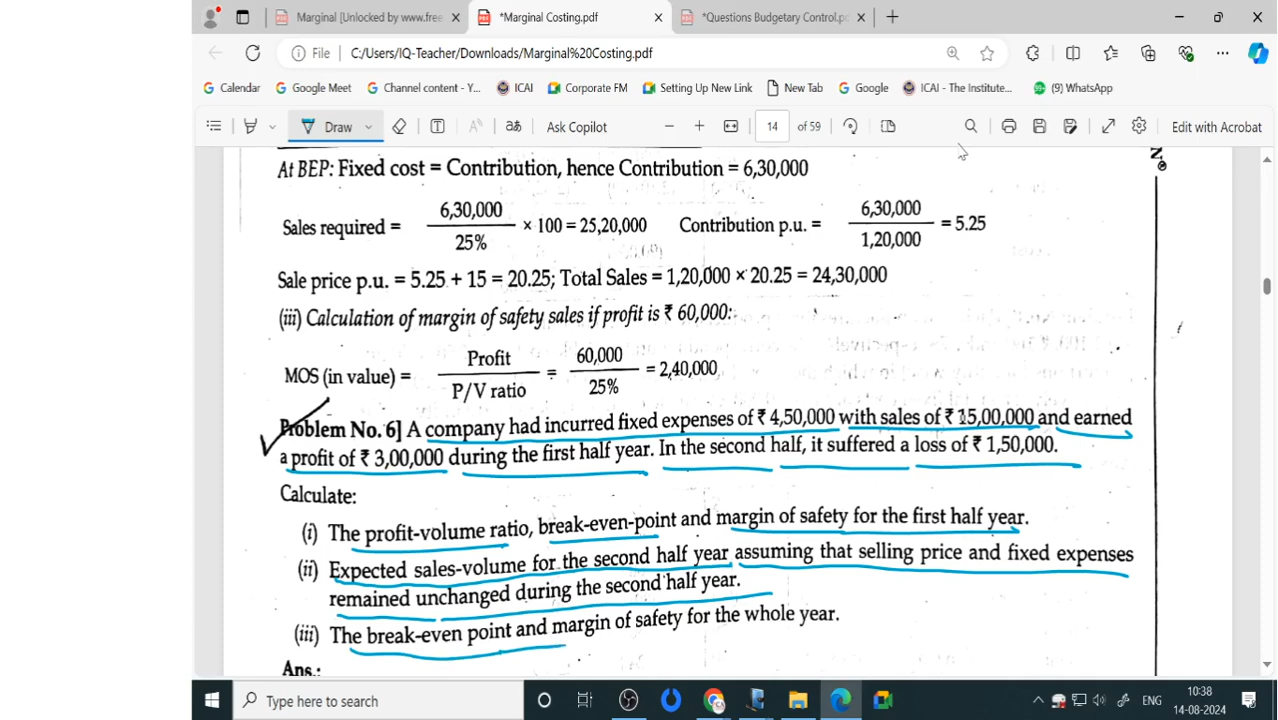 Marginal [Unlocked by www.free
*Marginal Costing.pdf
*Questions Budgetary Control.pd
File C:/Users/IQ-Teacher/Downloads/Marginal%20Costing.pdf
Calendar Google Meet Channel content - Y... ICAI Corporate FM Setting Up New Link New Tab Google ICAI - The Institute... (9) WhatsApp
Draw Ask Copilot 14 of 59 Edit with Acrobat
At BEP: Fixed cost = Contribution, hence Contribution = 6,30,000
Sales required = 6,30,000 / 25% × 100 = 25,20,000 Contribution p.u. = 6,30,000 / 1,20,000 = 5.25
Sale price p.u. = 5.25 + 15 = 20.25; Total Sales = 1,20,000 × 20.25 = 24,30,000
(iii) Calculation of margin of safety sales if profit is ₹ 60,000:
MOS (in value) = Profit / P/V ratio = 60,000 / 25% = 2,40,000
Problem No. 6] A company had incurred fixed expenses of ₹ 4,50,000 with sales of ₹ 15,00,000 and earned
a profit of ₹ 3,00,000 during the first half year. In the second half, it suffered a loss of ₹ 1,50,000.
Calculate:
(i) The profit-volume ratio, break-even-point and margin of safety for the first half year.
(ii) Expected sales-volume for the second half year assuming that selling price and fixed expenses
remained unchanged during the second half year.
(iii) The break-even point and margin of safety for the whole year.
Ans.:
Type here to search
ENG
10:38
14-08-2024